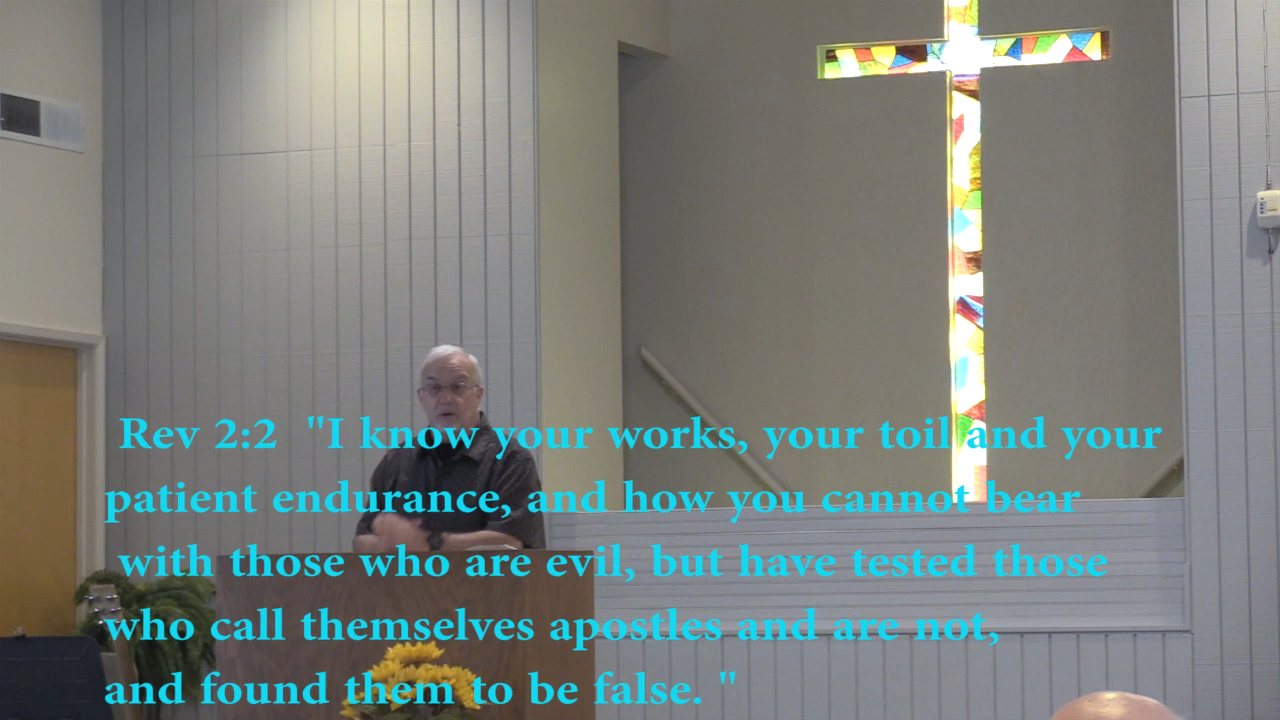 Rev 2:2 "I know your works, your toil and your
patient endurance, and how you cannot bear
with those who are evil, but have tested those
who call themselves apostles and are not,
and found them to be false. "